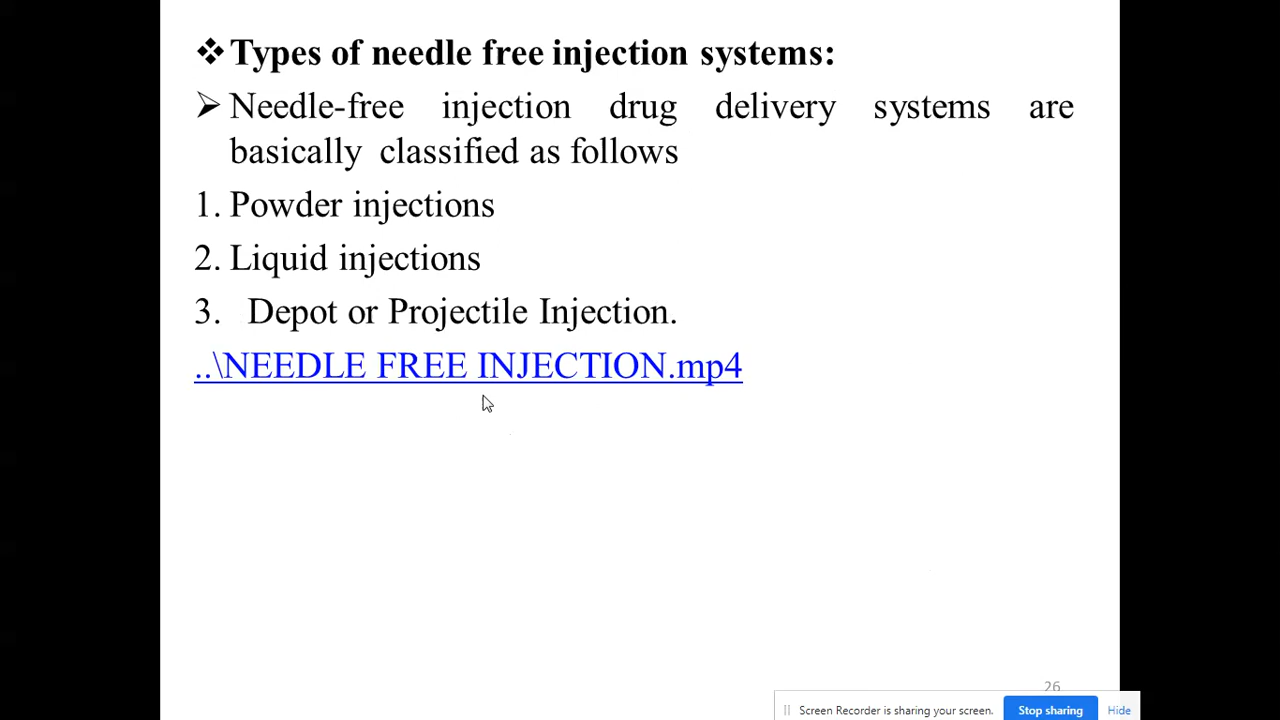 ❖Types of needle free injection systems:
➢Needle-free injection drug delivery systems are
basically classified as follows
1. Powder injections
2. Liquid injections
3. Depot or Projectile Injection.
..\NEEDLE FREE INJECTION.mp4
26
Screen Recorder is sharing your screen. Stop sharing Hide